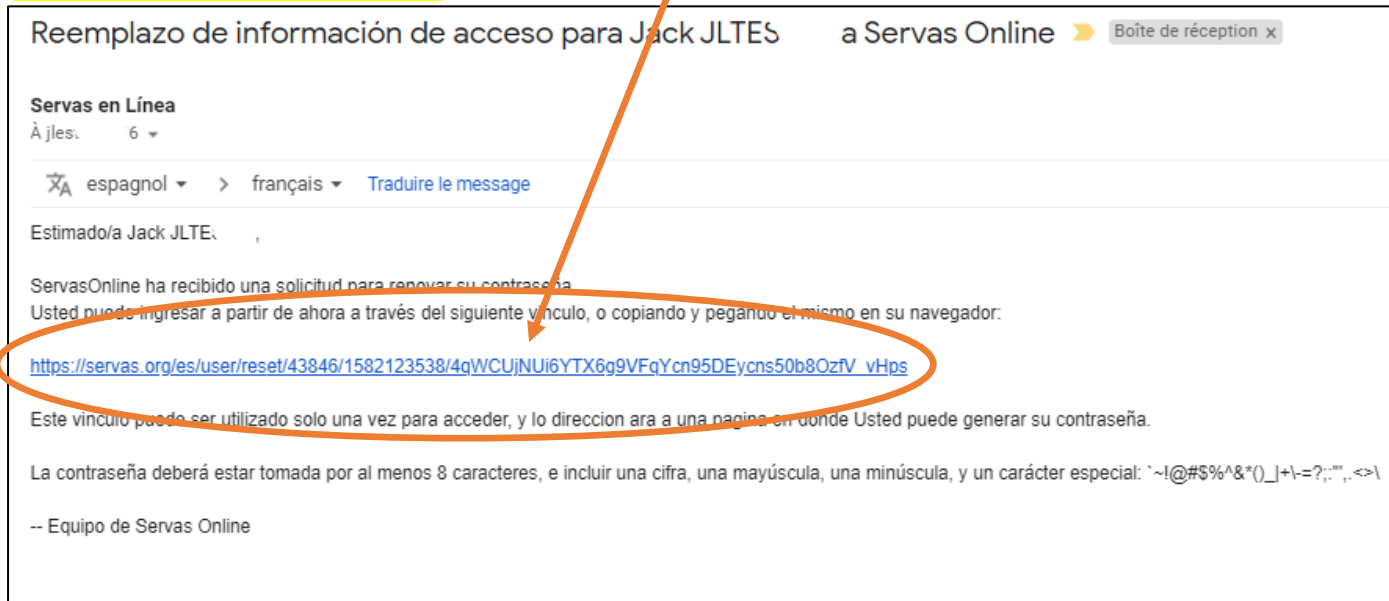 Reemplazo de información de acceso para Jack JLTES a Servas Online Boîte de réception x
Servas en Línea
À jles 6
espagnol > français Traduire le message
Estimado/a Jack JLTE ,
ServasOnline ha recibido una solicitud para renovar su contraseña
Usted puede ingresar a partir de ahora a través del siguiente vínculo, o copiando y pegando el mismo en su navegador:
https://servas.org/es/user/reset/43846/1582123538/4qWCUjNUi6YTX6g9VFqYcn95DEycns50b8OzfV_vHps
Este vinculo puede ser utilizado solo una vez para acceder, y lo direccion ara a una pagina en donde Usted puede generar su contraseña.
La contraseña deberá estar tomada por al menos 8 caracteres, e incluir una cifra, una mayúscula, una minúscula, y un carácter especial: `~!@#$%^&*()_|+\-=?;:'",.<>\
-- Equipo de Servas Online